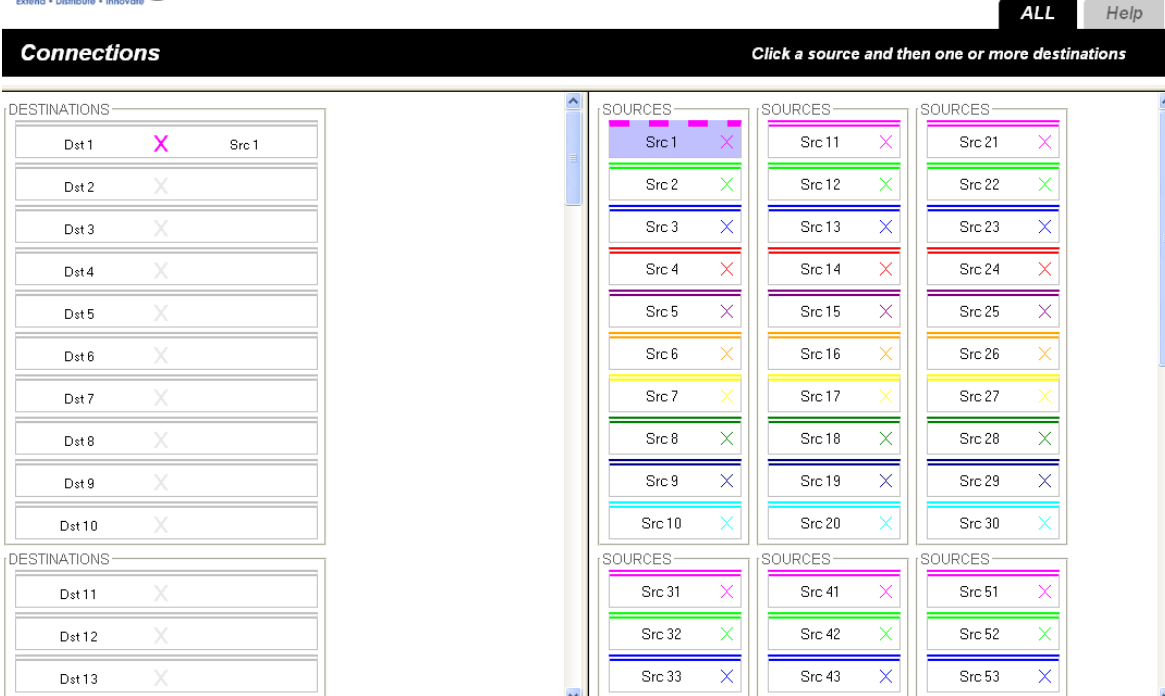 Extend • Distribute • Innovate
ALL Help
Connections Click a source and then one or more destinations
DESTINATIONS
Dst 1 X Src 1
Dst 2 X
Dst 3 X
Dst 4 X
Dst 5 X
Dst 6 X
Dst 7 X
Dst 8 X
Dst 9 X
Dst 10 X
DESTINATIONS
Dst 11 X
Dst 12 X
Dst 13 X
SOURCES SOURCES SOURCES
Src 1 X Src 11 X Src 21 X
Src 2 X Src 12 X Src 22 X
Src 3 X Src 13 X Src 23 X
Src 4 X Src 14 X Src 24 X
Src 5 X Src 15 X Src 25 X
Src 6 X Src 16 X Src 26 X
Src 7 X Src 17 X Src 27 X
Src 8 X Src 18 X Src 28 X
Src 9 X Src 19 X Src 29 X
Src 10 X Src 20 X Src 30 X
SOURCES SOURCES SOURCES
Src 31 X Src 41 X Src 51 X
Src 32 X Src 42 X Src 52 X
Src 33 X Src 43 X Src 53 X